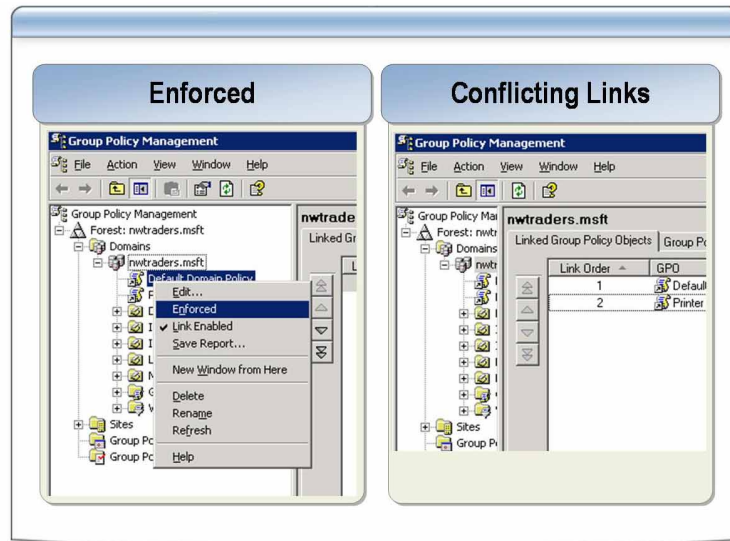 Enforced
Group Policy Management
File Action View Window Help
Group Policy Management
Forest: nwtraders.msft
Domains
nwtraders.msft
Default Domain Policy
Sites
Group Po
Group Po
nwtrade
Linked Gr
L
Edit...
Enforced
Link Enabled
Save Report...
New Window from Here
Delete
Rename
Refresh
Help
Conflicting Links
Group Policy Management
File Action View Window Help
Group Policy Mar
Forest: nwtr
Domains
nwtr
Sites
Group P
nwtraders.msft
Linked Group Policy Objects Group Po
Link Order GPO
1 Default
2 Printer